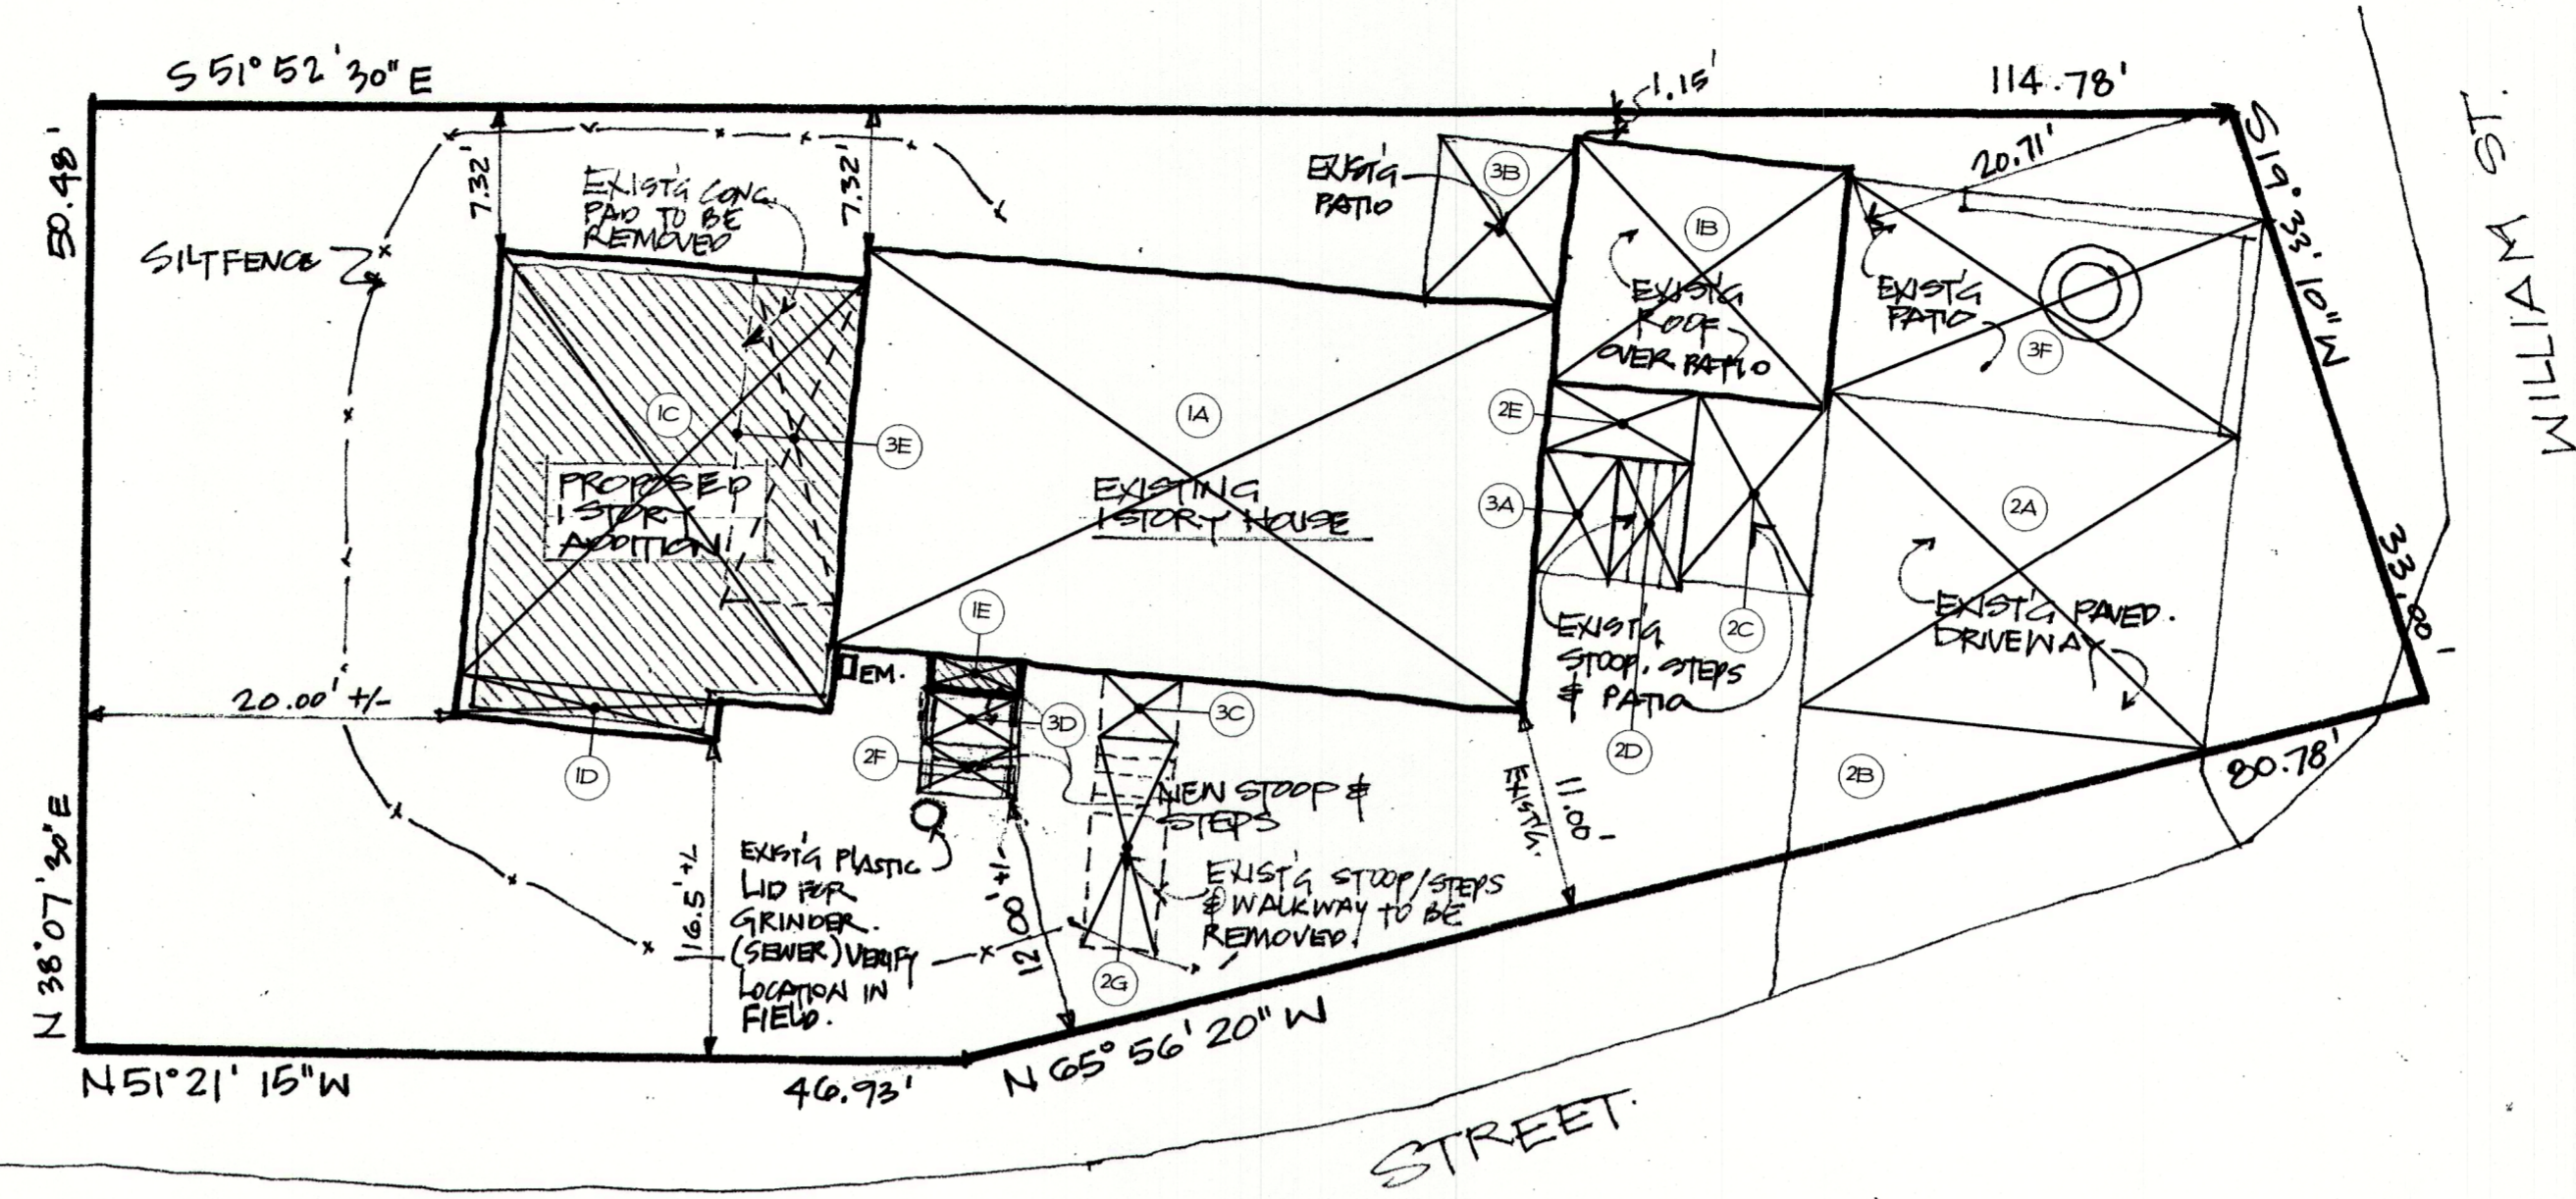 S 51° 52' 30" E
114.78'
1.15'
50.48'
7.32'
7.32'
20.71'
S 19° 33' 10" W
WILLIAM ST.
EXIST'G CONC.
PAD TO BE
REMOVED
EXIST'G
PATIO
3B
1B
SILTFENCE
EXIST'G
ROOF
OVER PATIO
EXIST'G
PATIO
3F
1C
3E
1A
2E
3A
2A
PROPOSED
1 STORY
ADDITION
EXISTING
1 STORY HOUSE
33.00'
1E
EXIST'G
STOOP, STEPS
& PATIO
2C
EXIST'G PAVED
DRIVEWAY
EM.
20.00' +/-
3D
3C
2F
2D
1D
2B
80.78'
NEW STOOP &
STEPS
EXIST'G.
11.00'
N 38° 07' 30" E
16.5' +/-
EXIST'G PLASTIC
LID FOR
GRINDER.
(SEWER) VERIFY
LOCATION IN
FIELD.
12.00' +/-
EXIST'G STOOP/STEPS
& WALKWAY TO BE
REMOVED.
2G
N 51° 21' 15" W
46.93'
N 65° 56' 20" W
STREET.